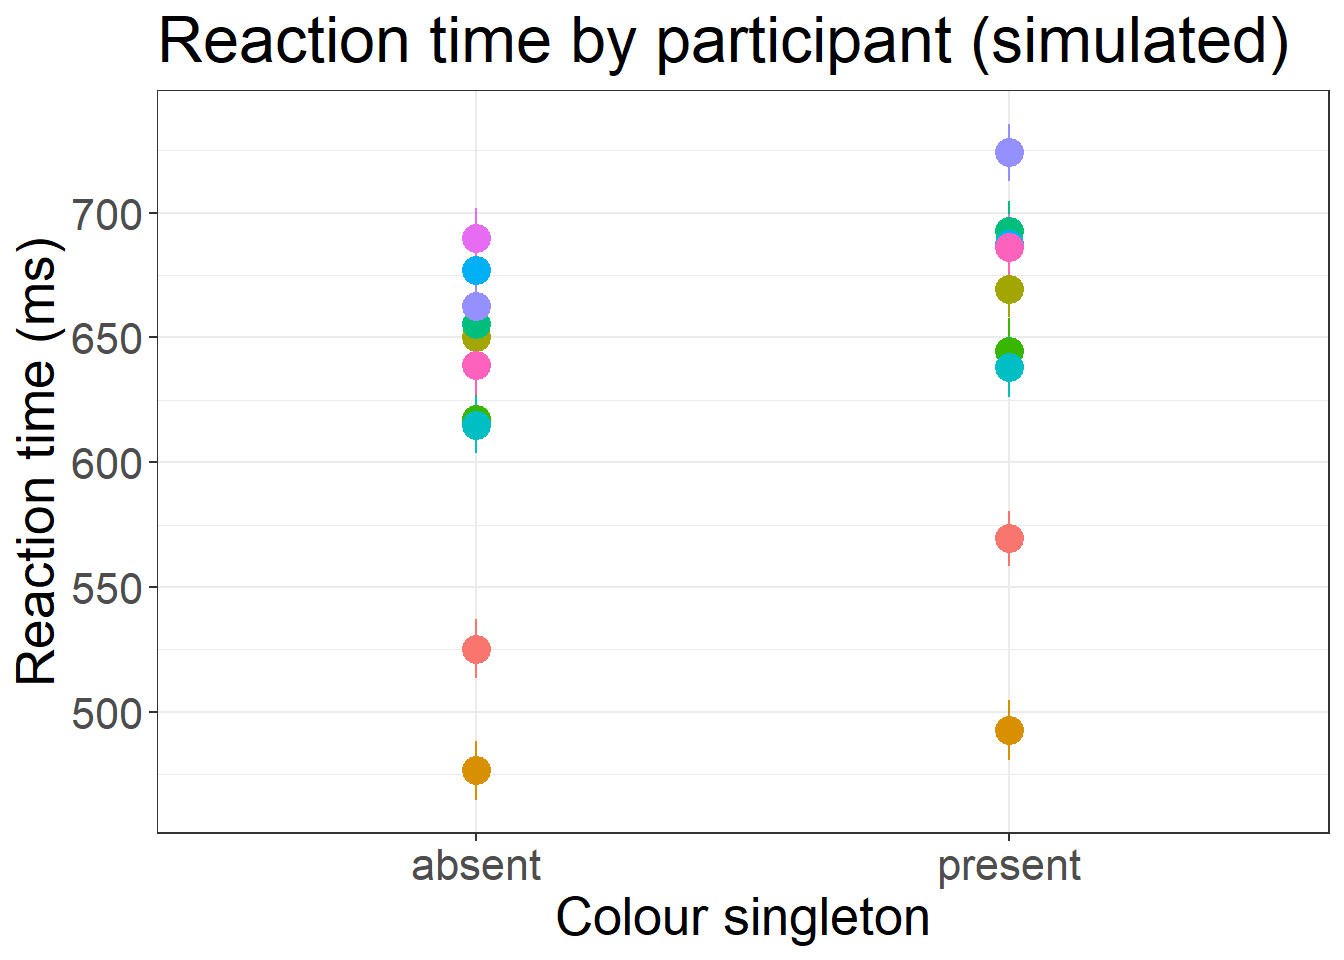 Reaction time by participant (simulated)
Reaction time (ms)
700
650
600
550
500
absent
present
Colour singleton